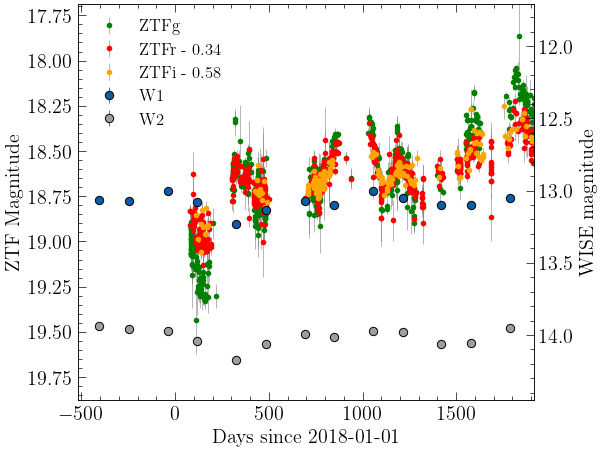 ZTFg
ZTFr - 0.34
ZTFi - 0.58
W1
W2
ZTF Magnitude
17.75
18.00
18.25
18.50
18.75
19.00
19.25
19.50
19.75
12.0
12.5
13.0
13.5
14.0
WISE magnitude
−500 0 500 1000 1500
Days since 2018-01-01